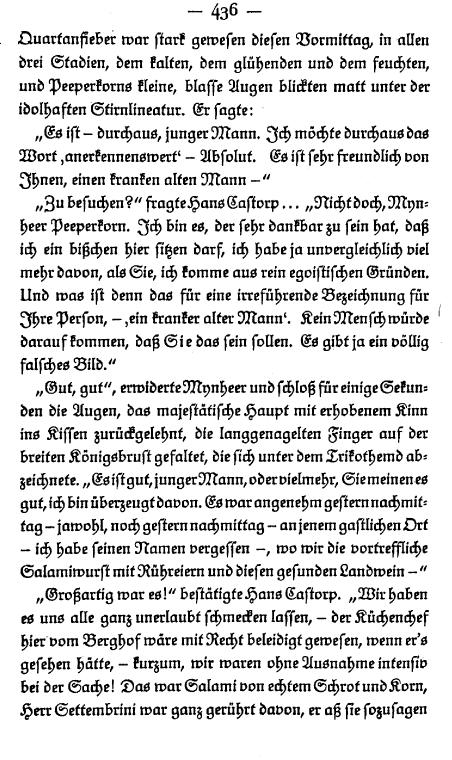 — 436 —
Quartanfieber war stark gewesen diesen Vormittag, in allen
drei Stadien, dem kalten, dem glühenden und dem feuchten,
und Peeperkorns kleine, blasse Augen blickten matt unter der
idolhaften Stirnlineatur. Er sagte:
„Es ist – durchaus, junger Mann. Ich möchte durchaus das
Wort ‚anerkennenswert‘ – Absolut. Es ist sehr freundlich von
Ihnen, einen kranken alten Mann –“
„Zu besuchen?“ fragte Hans Castorp ... „Nicht doch, Myn-
heer Peeperkorn. Ich bin es, der sehr dankbar zu sein hat, daß
ich ein bißchen hier sitzen darf, ich habe ja unvergleichlich viel
mehr davon, als Sie, ich komme aus rein egoistischen Gründen.
Und was ist denn das für eine irreführende Bezeichnung für
Ihre Person, – ‚ein kranker alter Mann‘. Kein Mensch würde
darauf kommen, daß Sie das sein sollen. Es gibt ja ein völlig
falsches Bild.“
„Gut, gut“, erwiderte Mynheer und schloß für einige Sekun-
den die Augen, das majestätische Haupt mit erhobenem Kinn
ins Kissen zurückgelehnt, die langgenagelten Finger auf der
breiten Königsbrust gefaltet, die sich unter dem Trikothemd ab-
zeichnete. „Es ist gut, junger Mann, oder vielmehr, Sie meinen es
gut, ich bin überzeugt davon. Es war angenehm gestern nachmit-
tag – jawohl, noch gestern nachmittag – an jenem gastlichen Ort
– ich habe seinen Namen vergessen –, wo wir die vortreffliche
Salamiwurst mit Rühreiern und diesen gesunden Landwein –“
„Großartig war es!“ bestätigte Hans Castorp. „Wir haben
es uns alle ganz unerlaubt schmecken lassen, – der Küchenchef
hier vom Berghof wäre mit Recht beleidigt gewesen, wenn er's
gesehen hätte, – kurzum, wir waren ohne Ausnahme intensiv
bei der Sache! Das war Salami von echtem Schrot und Korn,
Herr Settembrini war ganz gerührt davon, er aß sie sozusagen